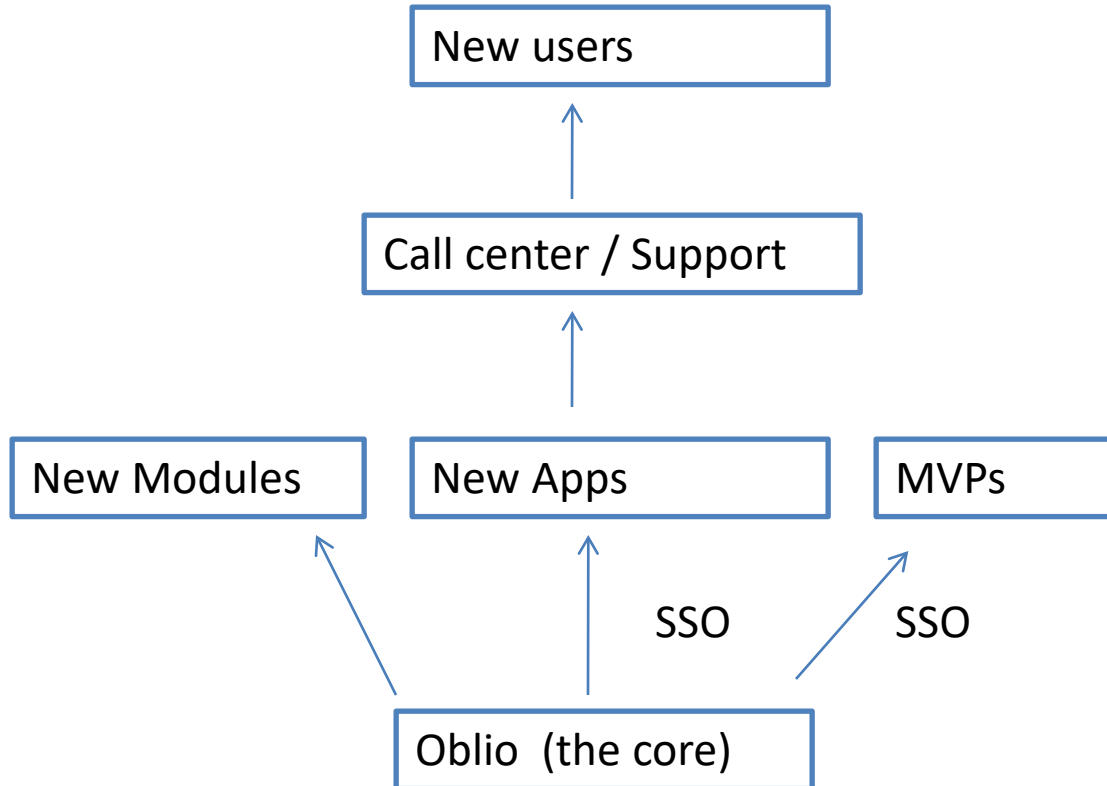 New users
Call center / Support
New Modules
New Apps
MVPs
SSO
SSO
Oblio (the core)